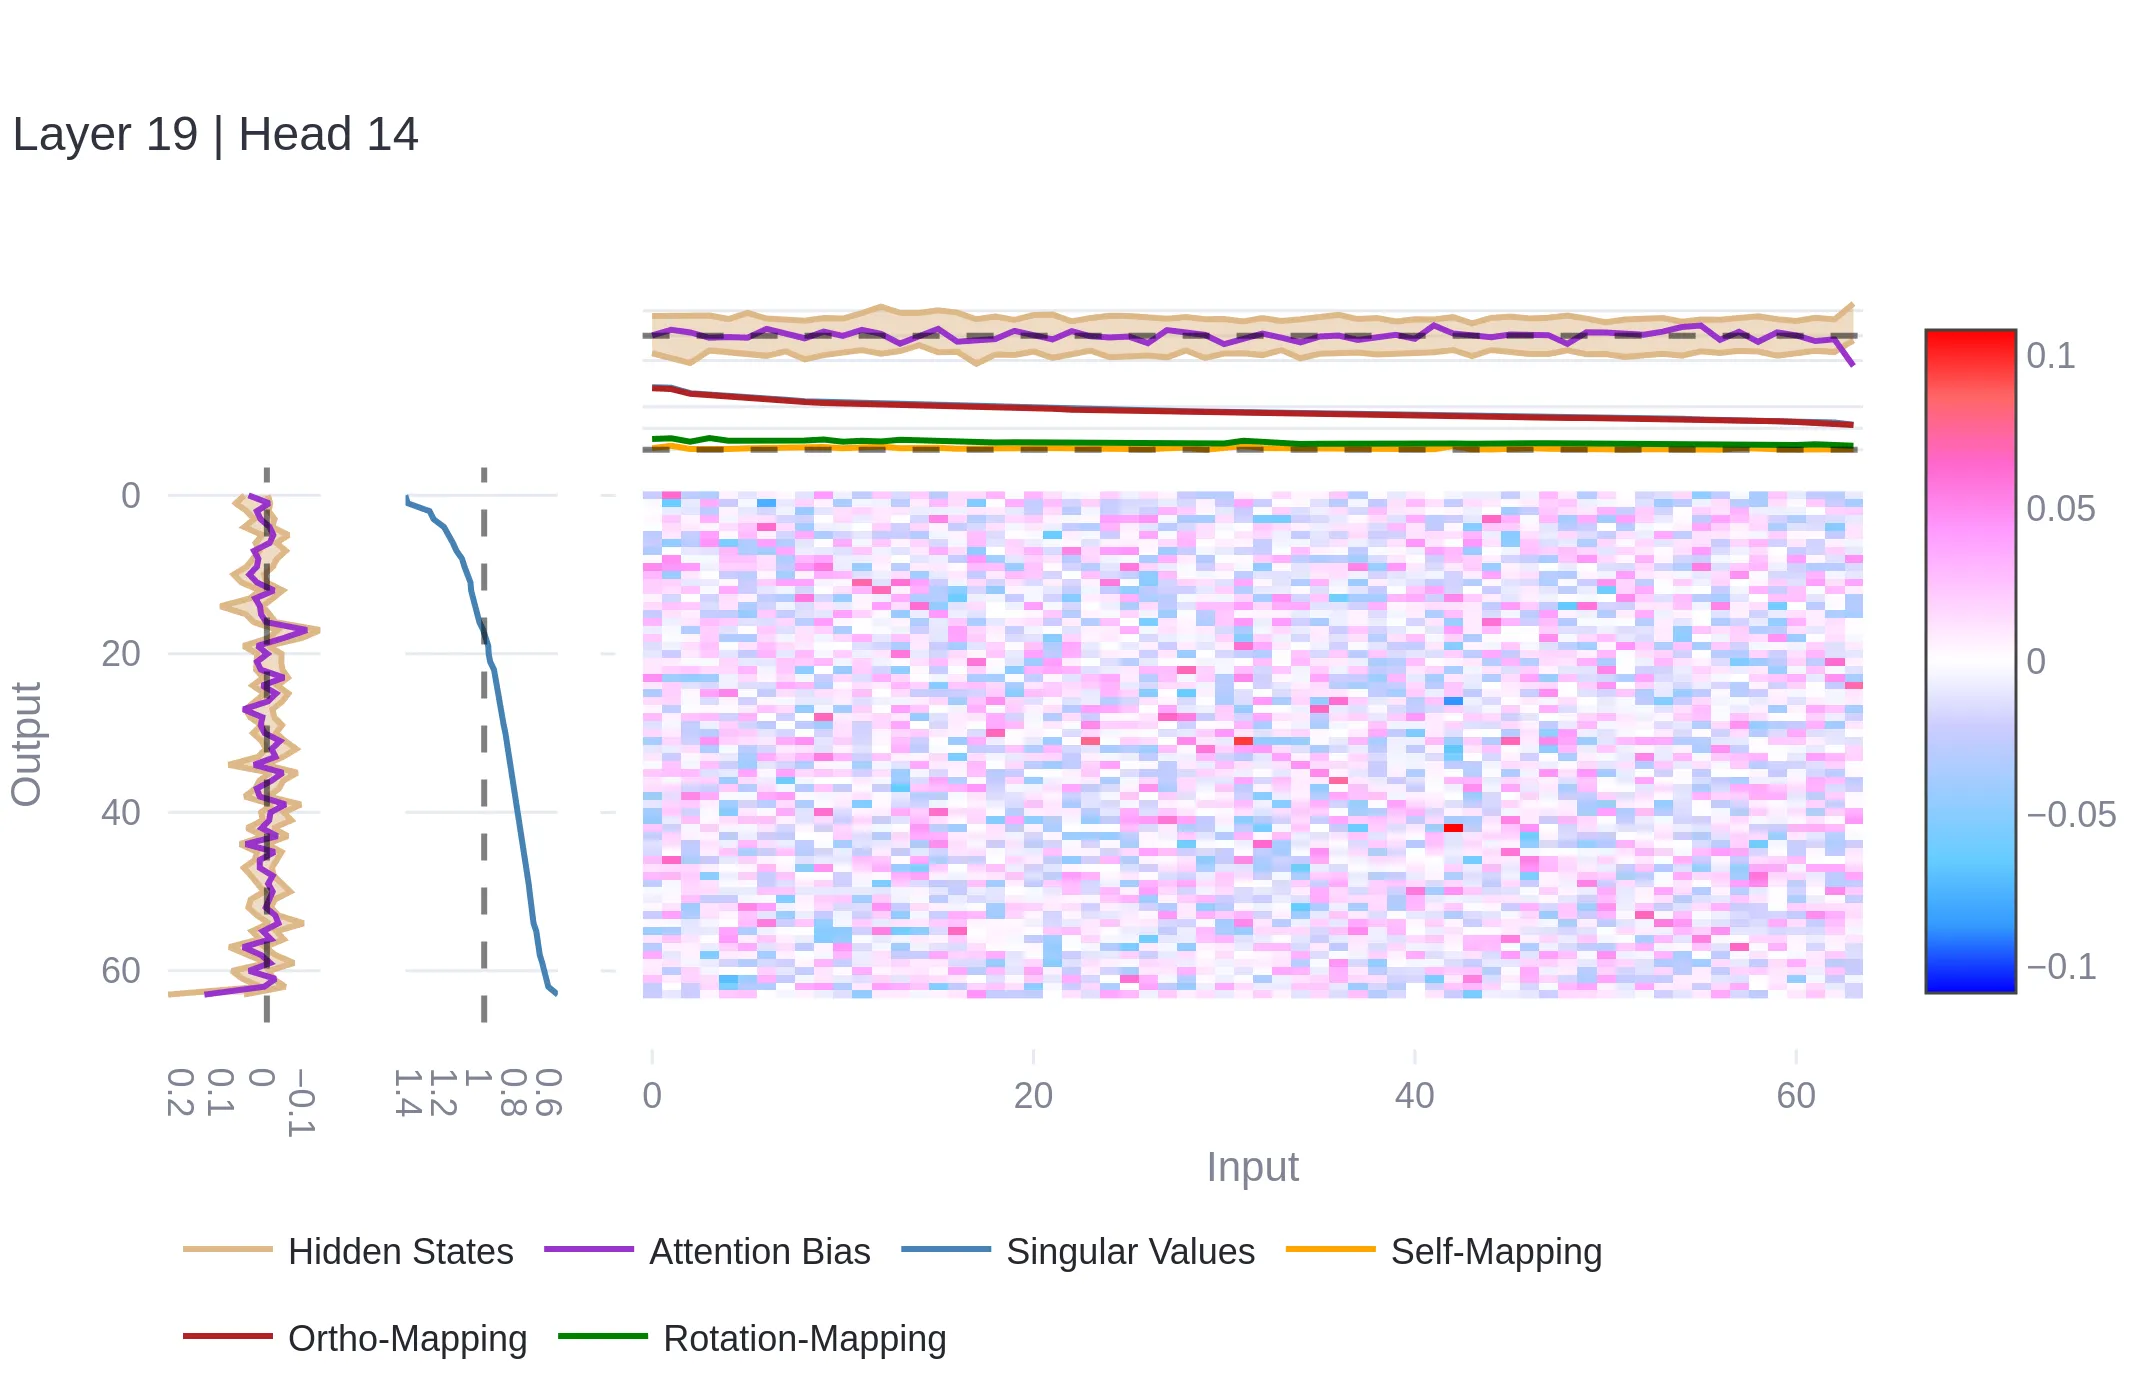 Layer 19 | Head 14
Output
0
20
40
60
0.2
0.1
0
−0.1
1.4
1.2
1
0.8
0.6
0
20
40
60
Input
0.1
0.05
0
−0.05
−0.1
Hidden States
Attention Bias
Singular Values
Self-Mapping
Ortho-Mapping
Rotation-Mapping